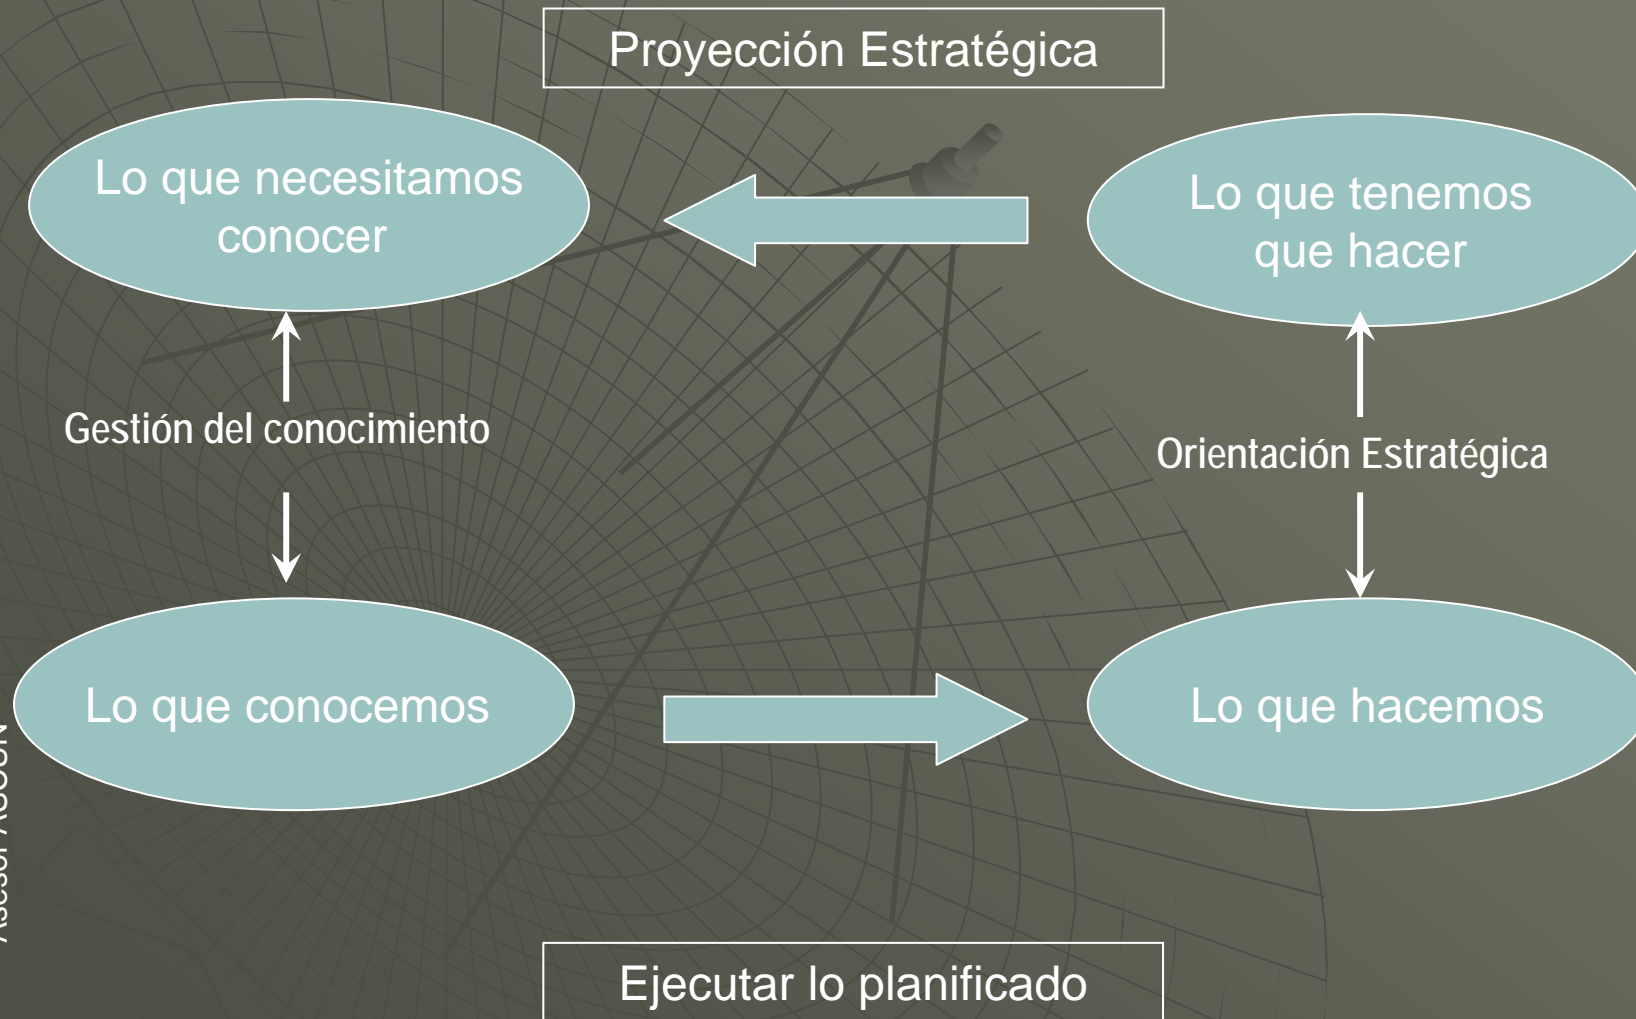 Proyección Estratégica
Lo que necesitamos
conocer
Lo que tenemos
que hacer
Gestión del conocimiento
Orientación Estratégica
Lo que conocemos
Lo que hacemos
Ejecutar lo planificado